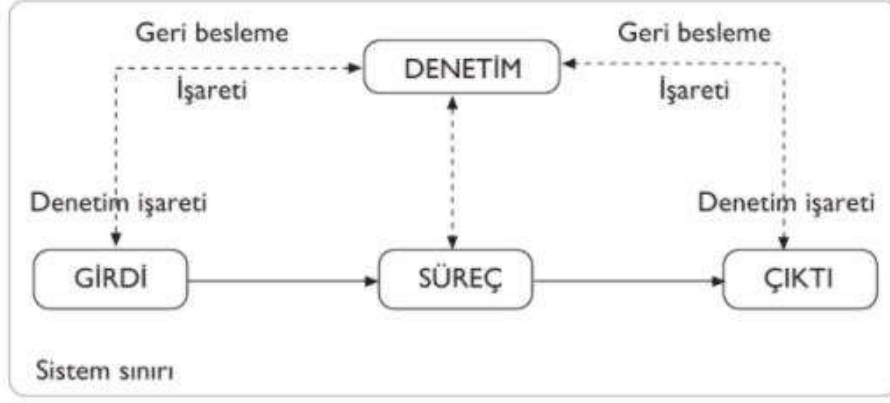 Geri besleme
İşareti
DENETİM
Geri besleme
İşareti
Denetim işareti
Denetim işareti
GİRDİ
SÜREÇ
ÇIKTI
Sistem sınırı